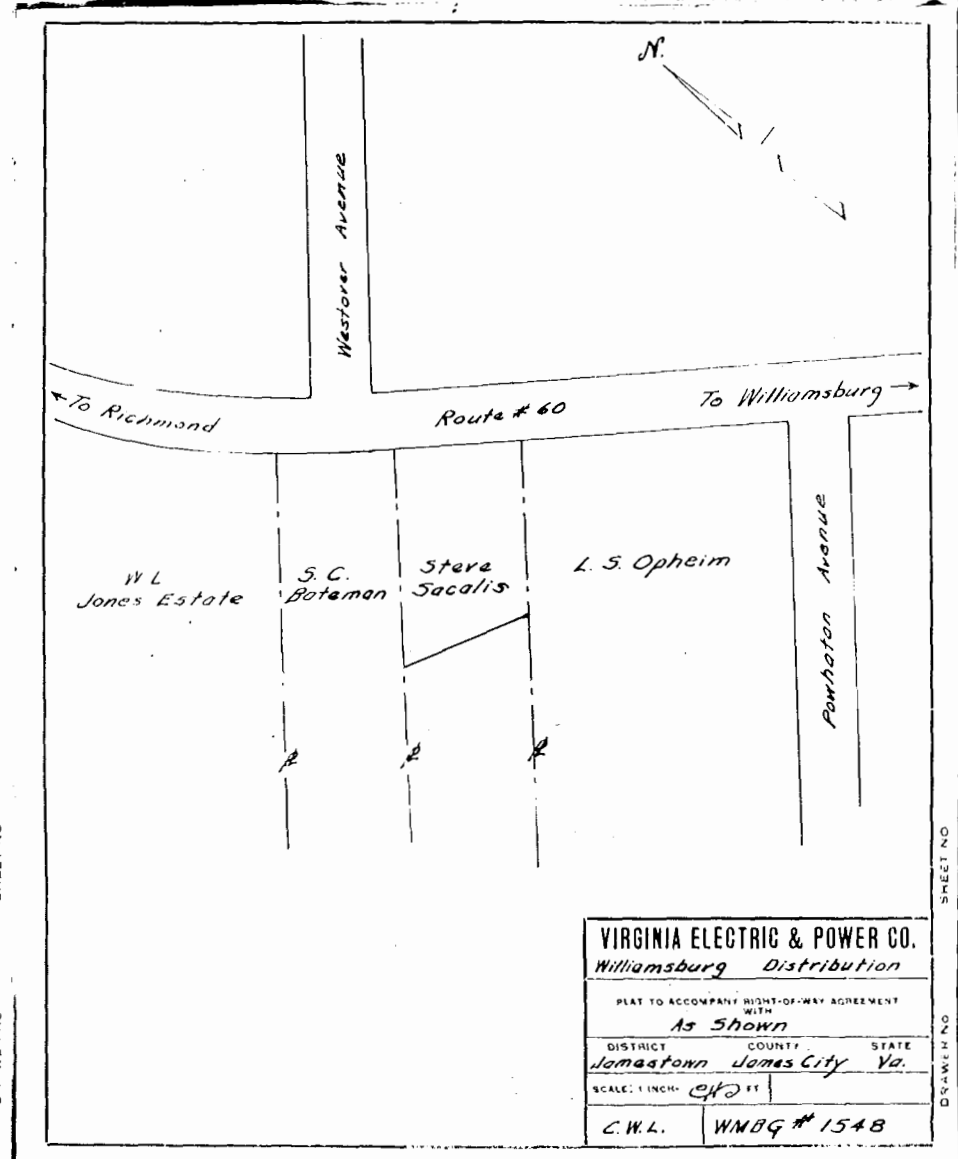 N.
Westover Avenue
← To Richmond
Route # 60
To Williamsburg →
W L
Jones Estate
S. C.
Bateman
Steve
Sacalis
L. S. Opheim
Powhaton Avenue
SHEET NO
DRAWER NO
VIRGINIA ELECTRIC & POWER CO.
Williamsburg Distribution
PLAT TO ACCOMPANY RIGHT-OF-WAY AGREEMENT
WITH
As Shown
DISTRICT COUNTY STATE
Jamestown James City Va.
SCALE: 1 INCH= FT
C.W.L. WMBG # 1548